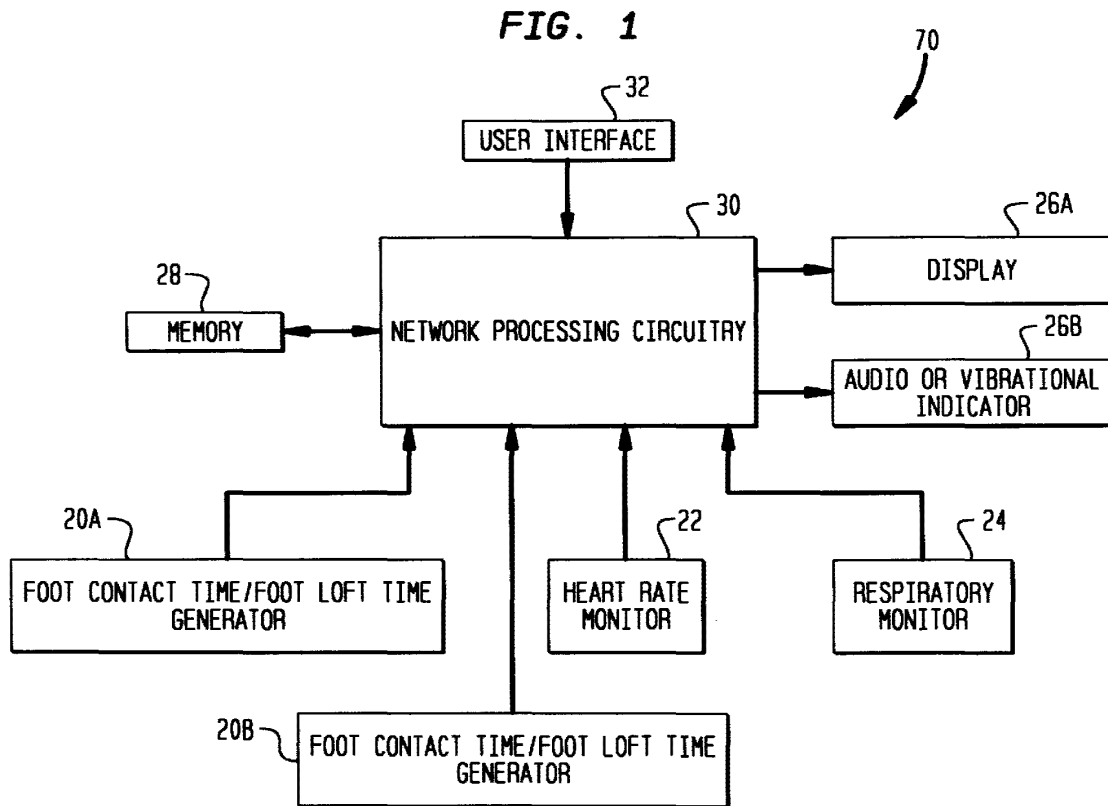 FIG. 1
70
32
USER INTERFACE
30
26A
DISPLAY
28
MEMORY
NETWORK PROCESSING CIRCUITRY
26B
AUDIO OR VIBRATIONAL
INDICATOR
20A
FOOT CONTACT TIME/FOOT LOFT TIME
GENERATOR
22
HEART RATE
MONITOR
24
RESPIRATORY
MONITOR
20B
FOOT CONTACT TIME/FOOT LOFT TIME
GENERATOR